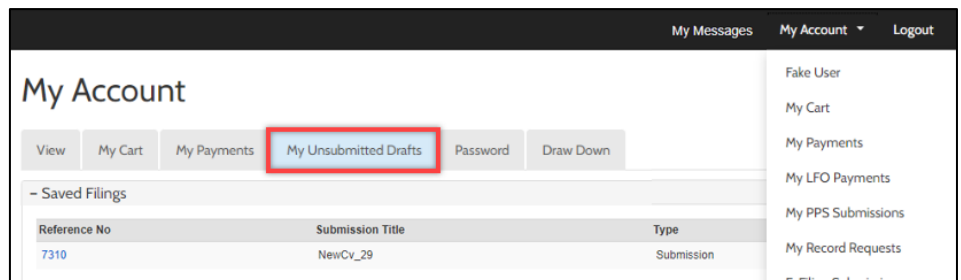 My Messages My Account Logout
My Account
View My Cart My Payments My Unsubmitted Drafts Password Draw Down
– Saved Filings
Reference No Submission Title Type
7310 NewCv_29 Submission
Fake User
My Cart
My Payments
My LFO Payments
My PPS Submissions
My Record Requests